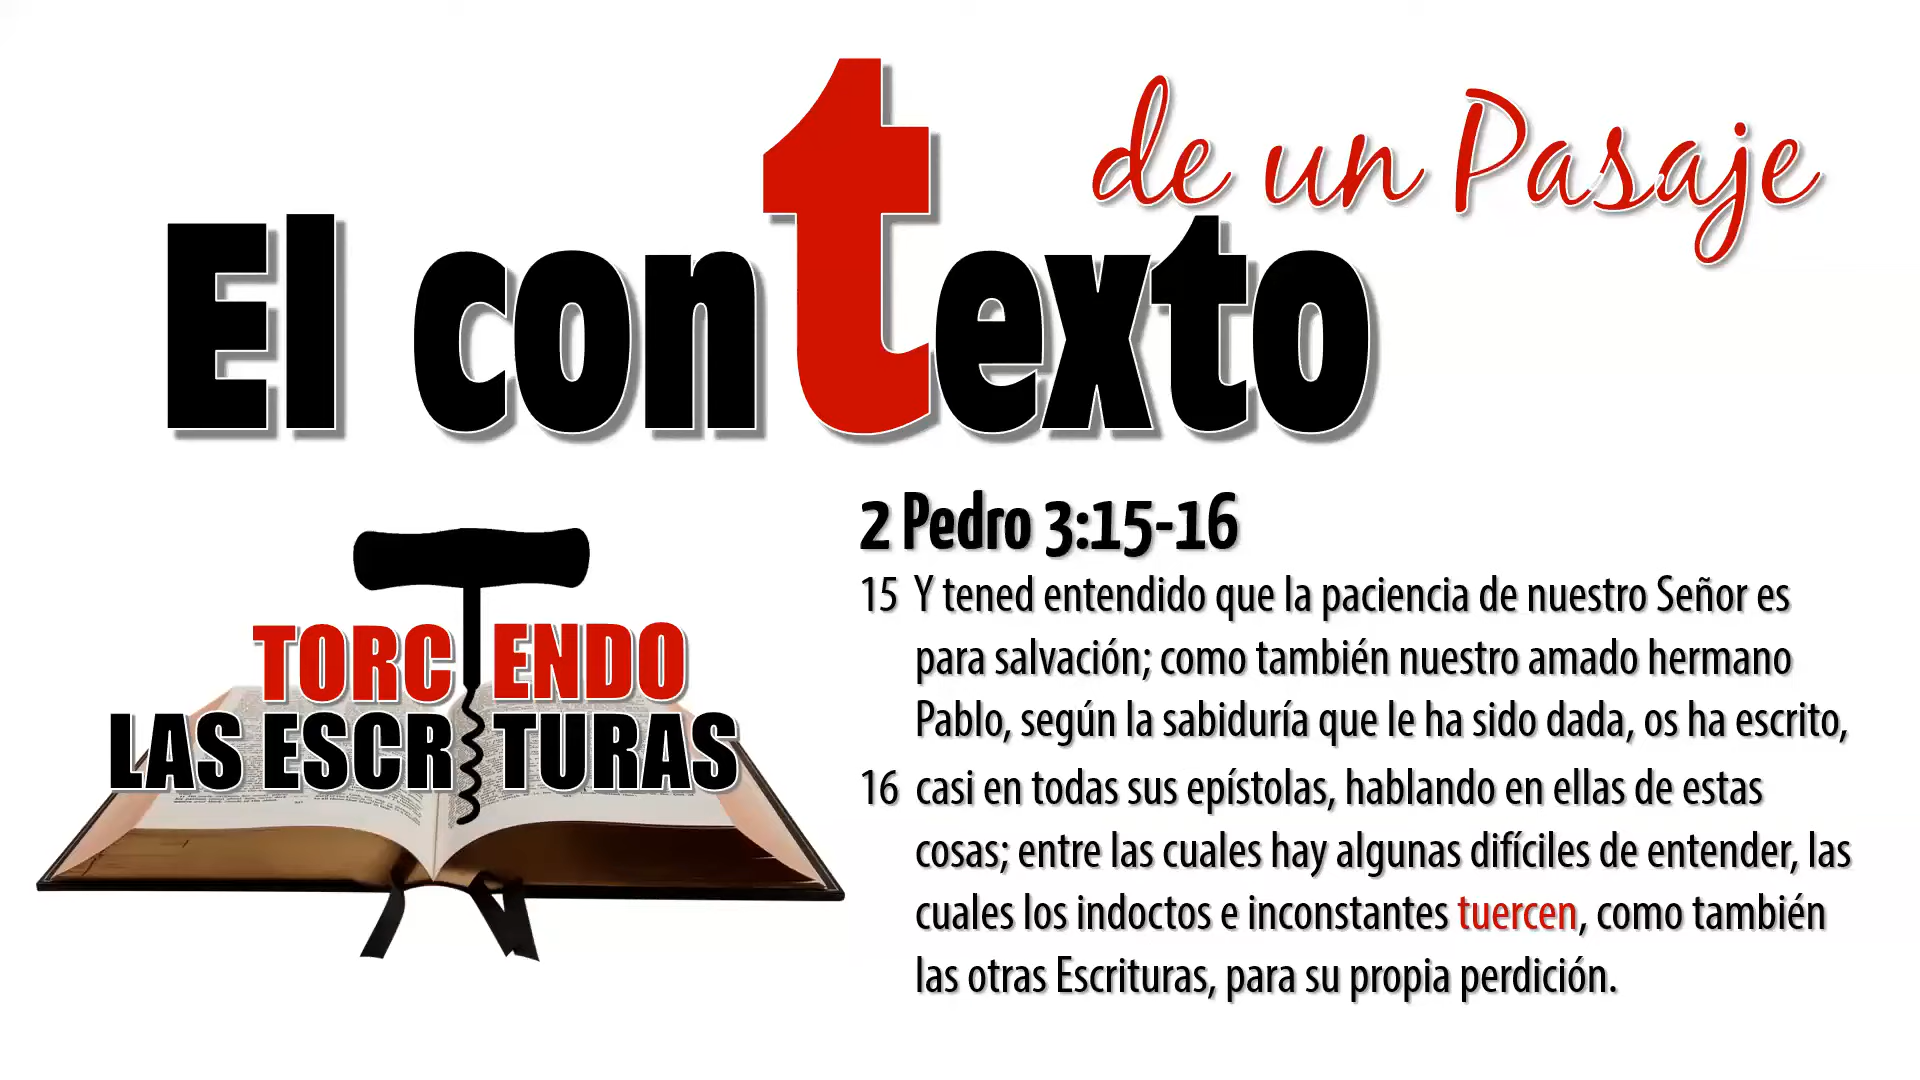 El contexto
de un Pasaje
TORCIENDO
LAS ESCRITURAS
2 Pedro 3:15-16
15 Y tened entendido que la paciencia de nuestro Señor es
para salvación; como también nuestro amado hermano
Pablo, según la sabiduría que le ha sido dada, os ha escrito,
16 casi en todas sus epístolas, hablando en ellas de estas
cosas; entre las cuales hay algunas difíciles de entender, las
cuales los indoctos e inconstantes tuercen, como también
las otras Escrituras, para su propia perdición.